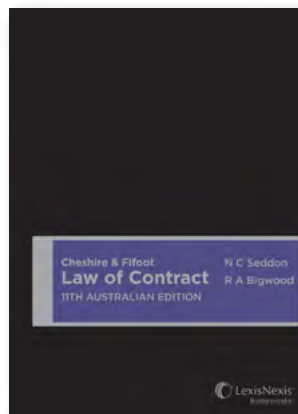 Cheshire & Fifoot
Law of Contract
11TH AUSTRALIAN EDITION
N C Seddon
R A Bigwood
LexisNexis
Butterworths